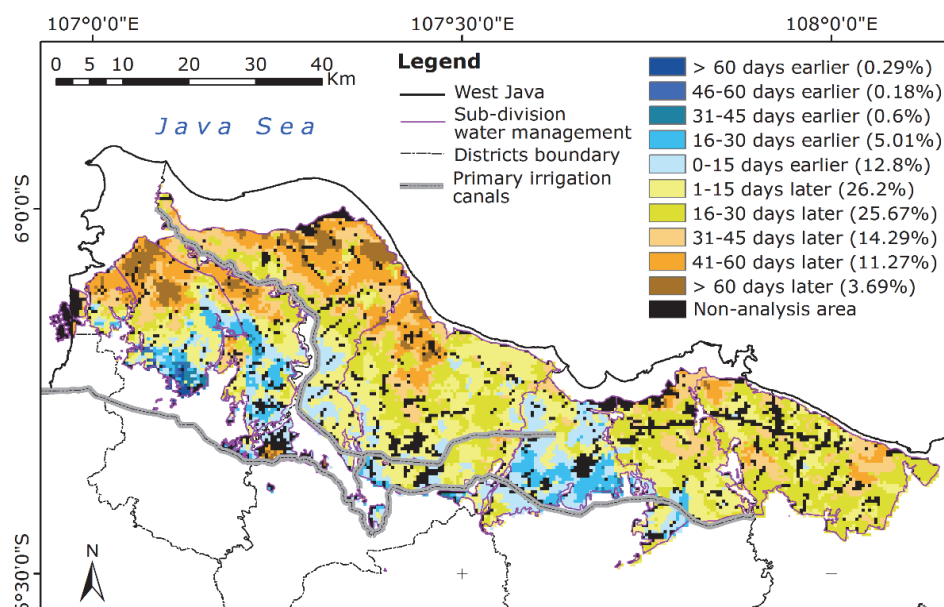 107°0'0"E
107°30'0"E
108°0'0"E
0 5 10 20 30 40
Km
Java Sea
6°0'0"S
6°30'0"S
N
Legend
West Java
Sub-division
water management
Districts boundary
Primary irrigation
canals
> 60 days earlier (0.29%)
46-60 days earlier (0.18%)
31-45 days earlier (0.6%)
16-30 days earlier (5.01%)
0-15 days earlier (12.8%)
1-15 days later (26.2%)
16-30 days later (25.67%)
31-45 days later (14.29%)
41-60 days later (11.27%)
> 60 days later (3.69%)
Non-analysis area